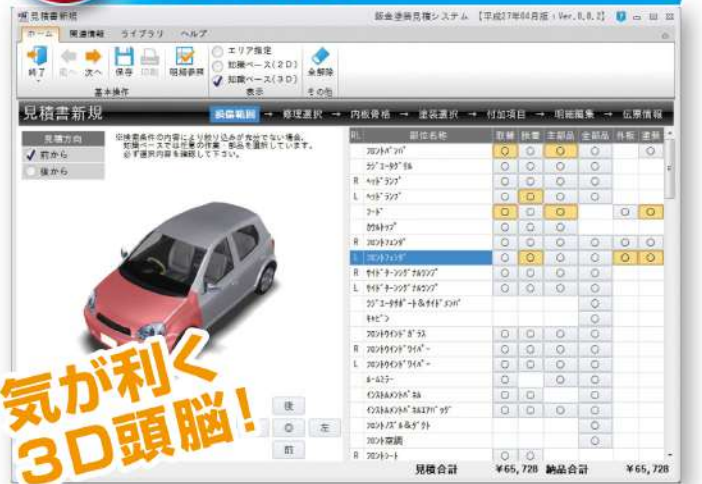 見積書新規
鈑金塗装見積システム 【平成27年04月版:Ver.8.0.2】
ホーム 関連情報 ライブラリ ヘルプ
終了 前へ 次へ 保存 印刷 明細参照 エリア指定 知識ベース(2D) 知識ベース(3D) 全解除
基本操作 表示 その他
見積書新規 損傷範囲 → 修理選択 → 内板骨格 → 塗装選択 → 付加項目 → 明細編集 → 伝票情報
見積方向
前から
後から
※検索条件の内容により絞り込みが充分でない場合、
知識ベースでは任意の作業・部品を選択しています。
必ず選択内容を確認して下さい。
RL 部位名称 取替 脱着 主部品 全部品 外板 塗装
フロントバンパ
ラジエータグリル
R ヘッドランプ
L ヘッドランプ
フード
カウルトップ
R フロントフェンダ
L フロントフェンダ
R サイドターンシグナルランプ
L サイドターンシグナルランプ
ラジエータサポート&サイドメンバ
キャビン
フロントウインドガラス
R フロントウインドワイパー
L フロントウインドワイパー
ルームミラー
インストルメントパネル
インストルメントパネルエアバッグ
フロントノズル&ダクト
フロント空調
R フロントシート
後
◎ 左
前
見積合計 ¥65,728 納品合計 ¥65,728
気が利く
3D頭脳!